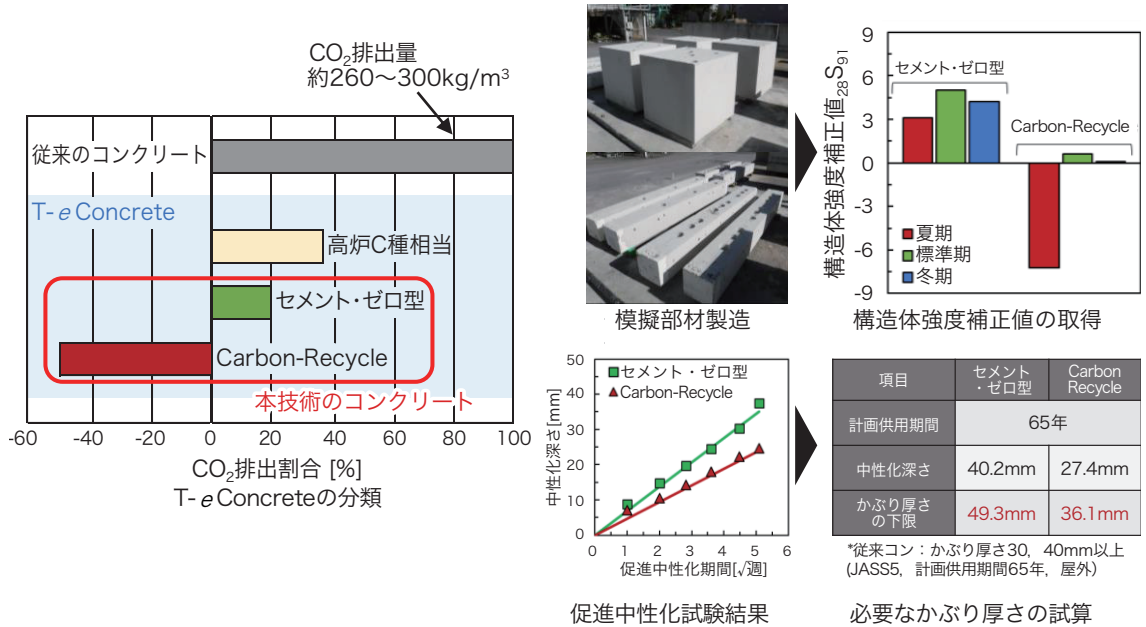 CO₂排出量
約260～300kg/m³
従来のコンクリート
T-e Concrete
高炉C種相当
セメント・ゼロ型
Carbon-Recycle
本技術のコンクリート
-60 -40 -20 0 20 40 60 80 100
CO₂排出割合 [%]
T-e Concreteの分類
模擬部材製造
構造体強度補正値₂₈S₉₁
9
6
3
0
-3
-6
-9
セメント・ゼロ型
Carbon-Recycle
夏期
標準期
冬期
構造体強度補正値の取得
中性化深さ[mm]
50
40
30
20
10
0
セメント・ゼロ型
Carbon-Recycle
0 1 2 3 4 5 6
促進中性化期間[√週]
促進中性化試験結果
項目 セメント・ゼロ型 Carbon Recycle
計画供用期間 65年
中性化深さ 40.2mm 27.4mm
かぶり厚さの下限 49.3mm 36.1mm
*従来コン：かぶり厚さ30，40mm以上
(JASS5，計画供用期間65年，屋外)
必要なかぶり厚さの試算